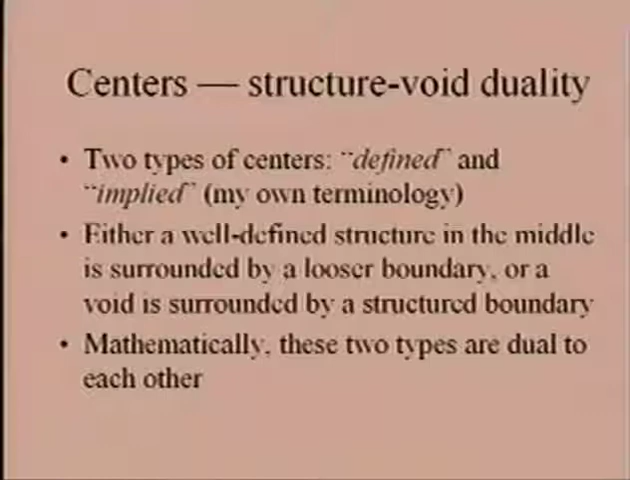 Centers — structure-void duality
• Two types of centers: “defined” and
“implied” (my own terminology)
• Either a well-defined structure in the middle
is surrounded by a looser boundary, or a
void is surrounded by a structured boundary
• Mathematically, these two types are dual to
each other